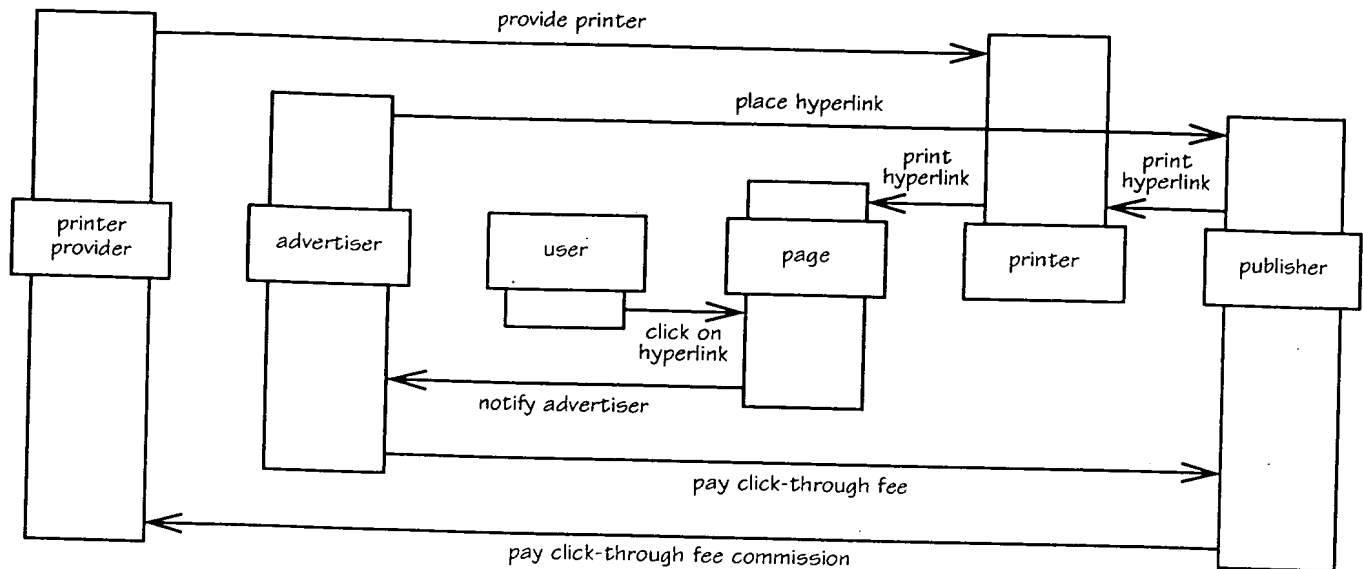 provide printer
place hyperlink
print
hyperlink
print
hyperlink
printer
provider
advertiser
user
page
printer
publisher
click on
hyperlink
notify advertiser
pay click-through fee
pay click-through fee commission